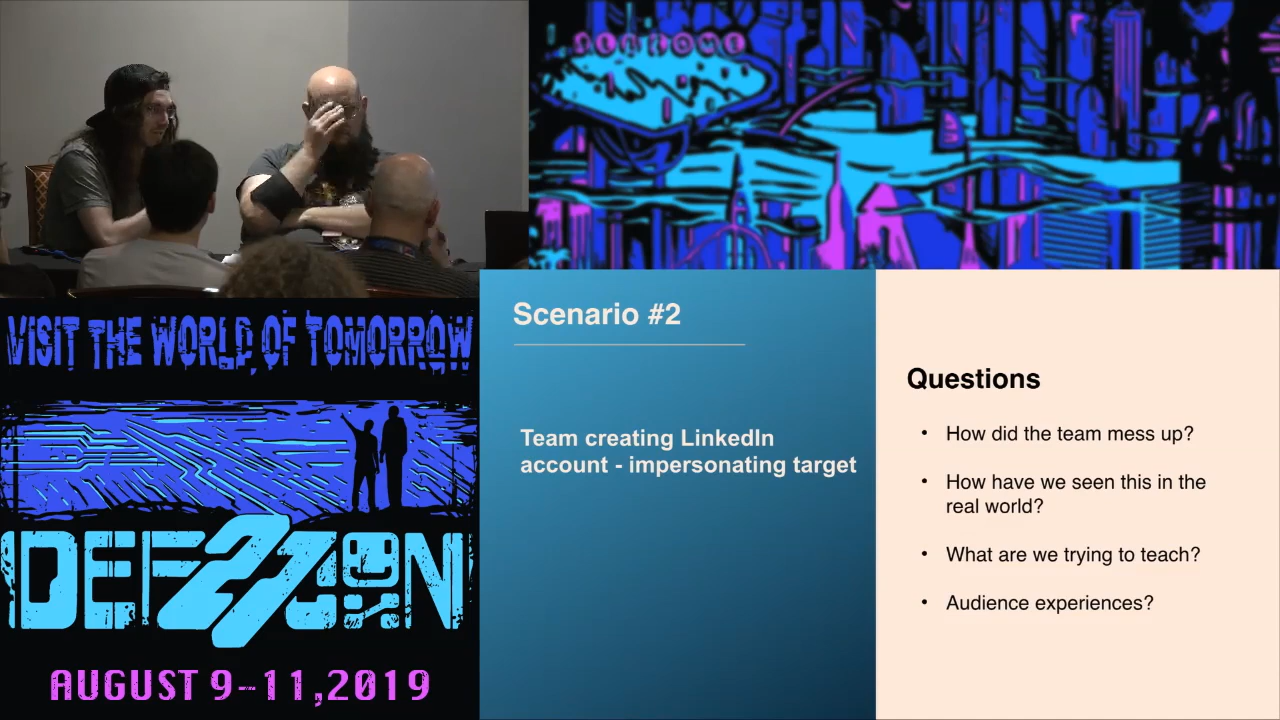 WELCOME
VISIT THE WORLD OF TOMORROW
DEF CON
27
AUGUST 9-11,2019
Scenario #2
Team creating LinkedIn
account - impersonating target
Questions
• How did the team mess up?
• How have we seen this in the
real world?
• What are we trying to teach?
• Audience experiences?